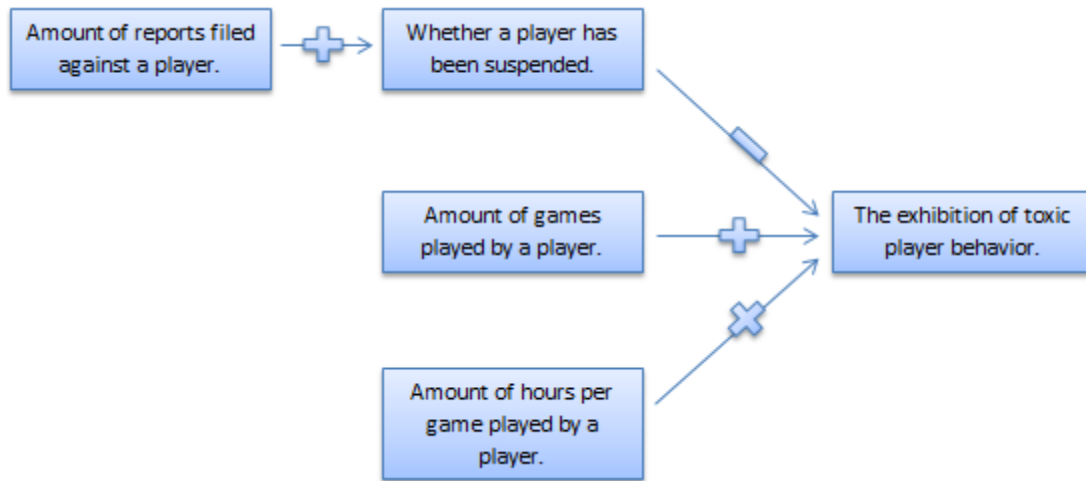 Amount of reports filed
against a player.
Whether a player has
been suspended.
Amount of games
played by a player.
The exhibition of toxic
player behavior.
Amount of hours per
game played by a
player.